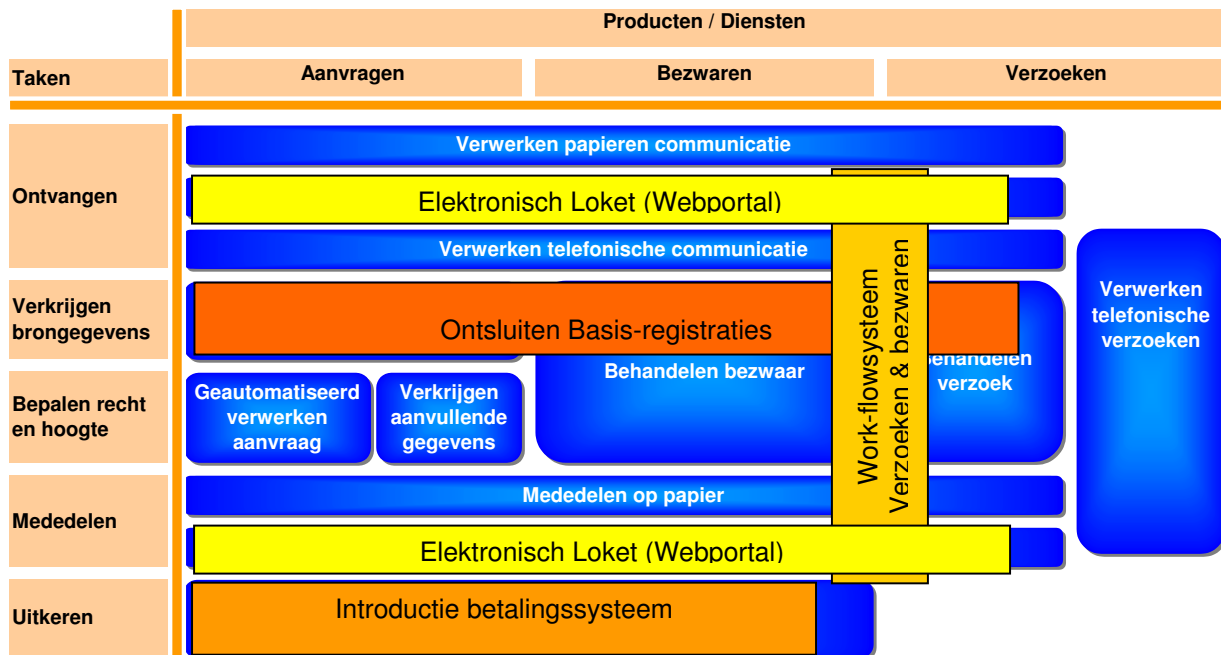 Producten / Diensten
Taken
Aanvragen
Bezwaren
Verzoeken
Ontvangen
Verwerken papieren communicatie
Elektronisch Loket (Webportal)
Verwerken telefonische communicatie
Verkrijgen
brongegevens
Ontsluiten Basis-registraties
Bepalen recht
en hoogte
Geautomatiseerd
verwerken
aanvraag
Verkrijgen
aanvullende
gegevens
Behandelen bezwaar
Behandelen
verzoek
Work-flowsysteem
Verzoeken & bezwaren
Verwerken
telefonische
verzoeken
Mededelen
Mededelen op papier
Elektronisch Loket (Webportal)
Uitkeren
Introductie betalingssysteem